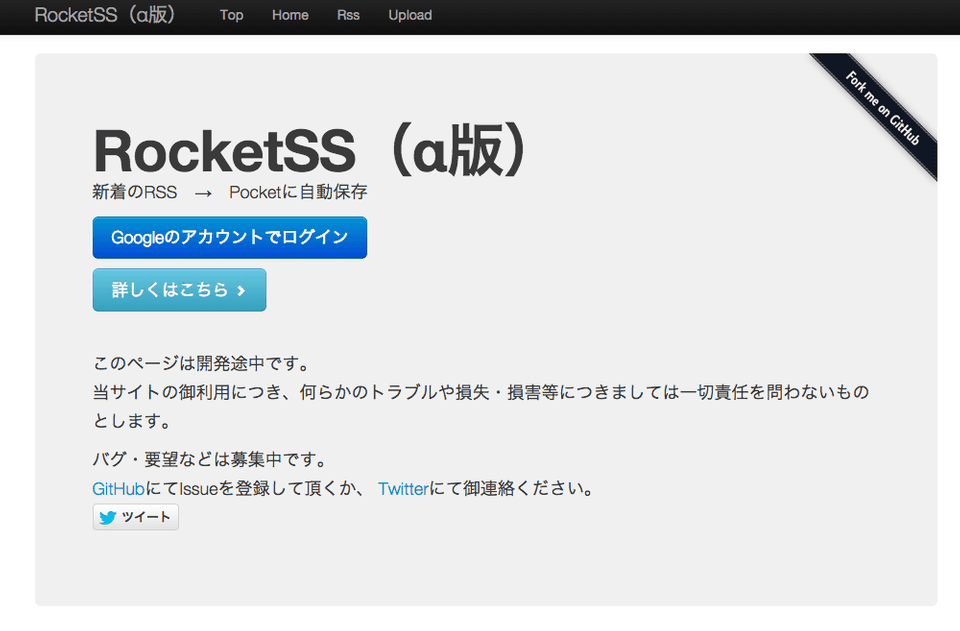 RocketSS（α版） Top Home Rss Upload
Fork me on GitHub
RocketSS（α版）
新着のRSS　→　Pocketに自動保存
Googleのアカウントでログイン
詳しくはこちら
このページは開発途中です。
当サイトの御利用につき、何らかのトラブルや損失・損害等につきましては一切責任を問わないもの
とします。
バグ・要望などは募集中です。
GitHubにてIssueを登録して頂くか、 Twitterにて御連絡ください。
ツイート